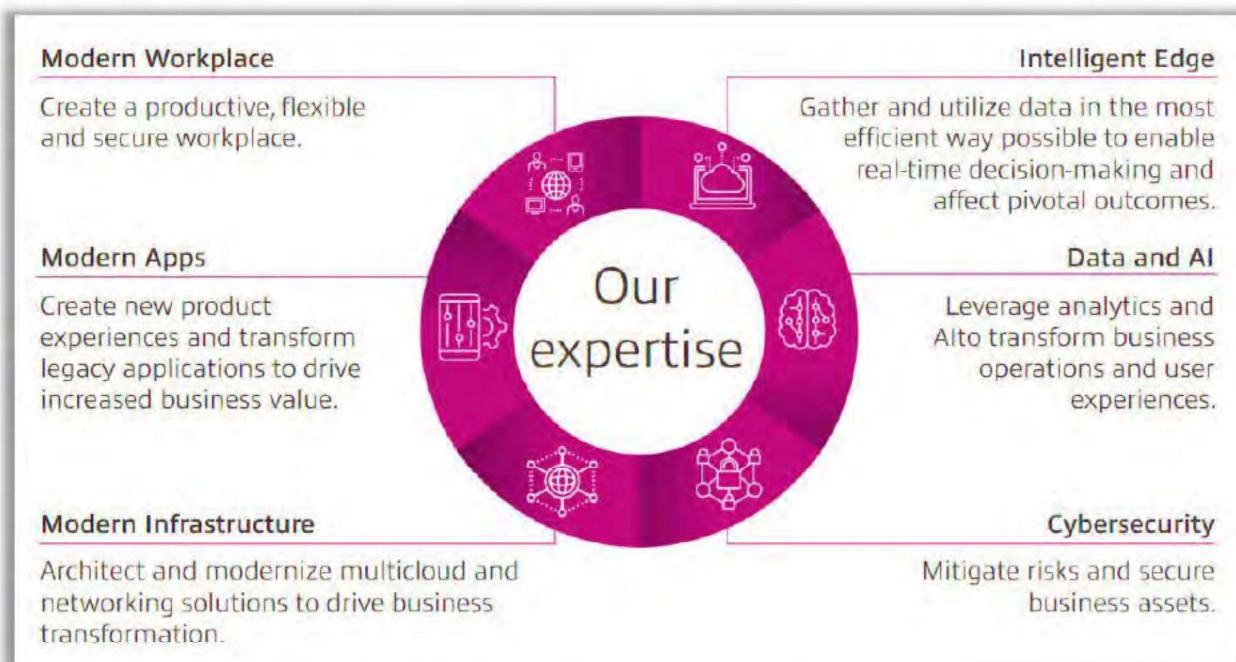 Modern Workplace
Create a productive, flexible
and secure workplace.
Modern Apps
Create new product
experiences and transform
legacy applications to drive
increased business value.
Modern Infrastructure
Architect and modernize multicloud and
networking solutions to drive business
transformation.
Our
expertise
Intelligent Edge
Gather and utilize data in the most
efficient way possible to enable
real-time decision-making and
affect pivotal outcomes.
Data and AI
Leverage analytics and
AIto transform business
operations and user
experiences.
Cybersecurity
Mitigate risks and secure
business assets.